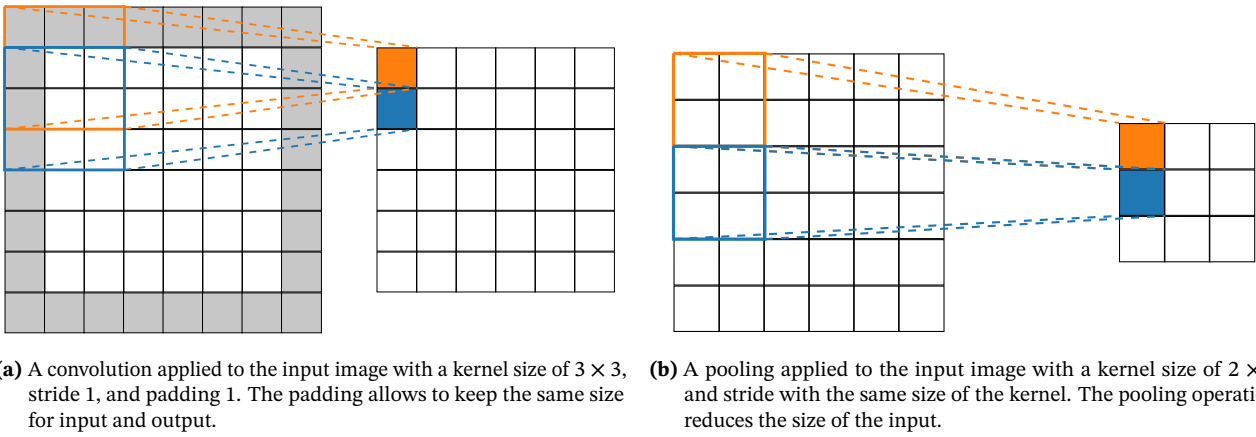 (a) A convolution applied to the input image with a kernel size of 3 × 3,
stride 1, and padding 1. The padding allows to keep the same size
for input and output.
(b) A pooling applied to the input image with a kernel size of 2 ×
and stride with the same size of the kernel. The pooling operati
reduces the size of the input.